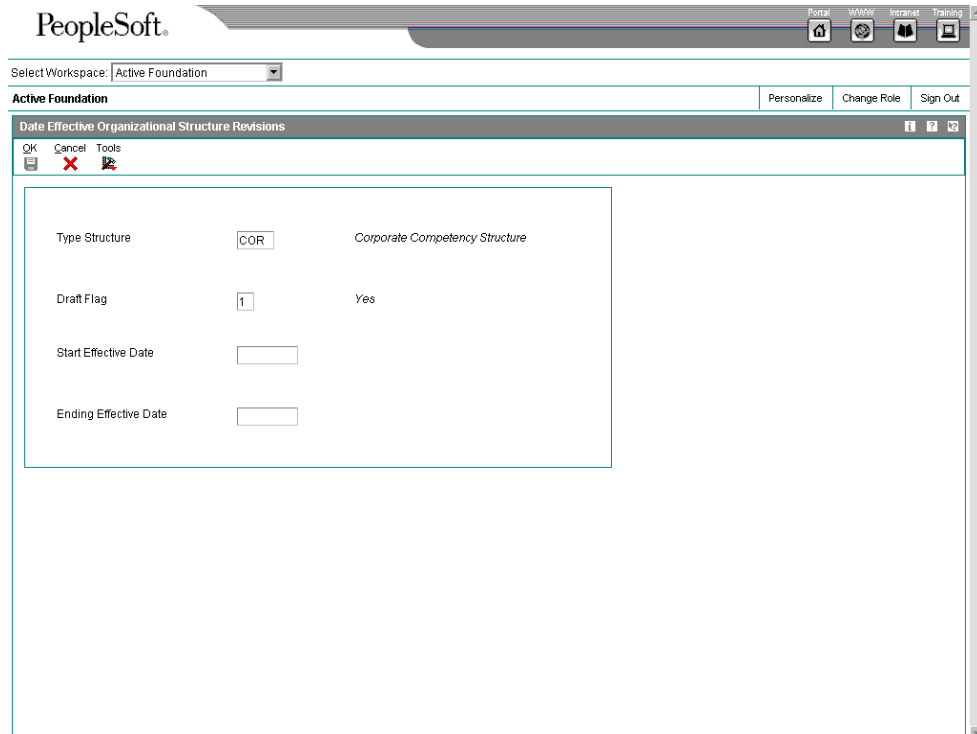 Portal WWW Intranet Training
PeopleSoft®
Select Workspace: Active Foundation
Active Foundation Personalize Change Role Sign Out
Date Effective Organizational Structure Revisions i ? ?
OK Cancel Tools
Type Structure COR Corporate Competency Structure
Draft Flag 1 Yes
Start Effective Date
Ending Effective Date